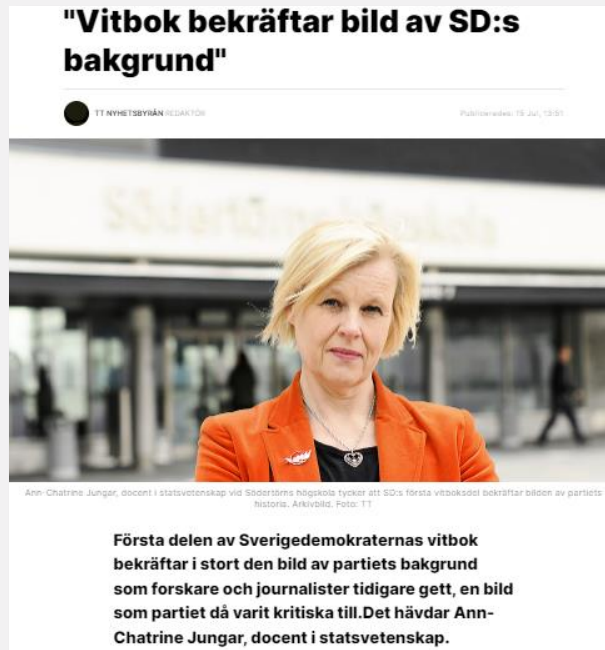 "Vitbok bekräftar bild av SD:s
bakgrund"
TT NYHETSBYRÅN REDAKTÖR
Publicerades: 15 Jul, 13:51
Södertörns högskola
Ann-Chatrine Jungar, docent i statsvetenskap vid Södertörns högskola tycker att SD:s första vitboksdel bekräftar bilden av partiets
historia. Arkivbild. Foto: TT
Första delen av Sverigedemokraternas vitbok
bekräftar i stort den bild av partiets bakgrund
som forskare och journalister tidigare gett, en bild
som partiet då varit kritiska till.Det hävdar Ann-
Chatrine Jungar, docent i statsvetenskap.